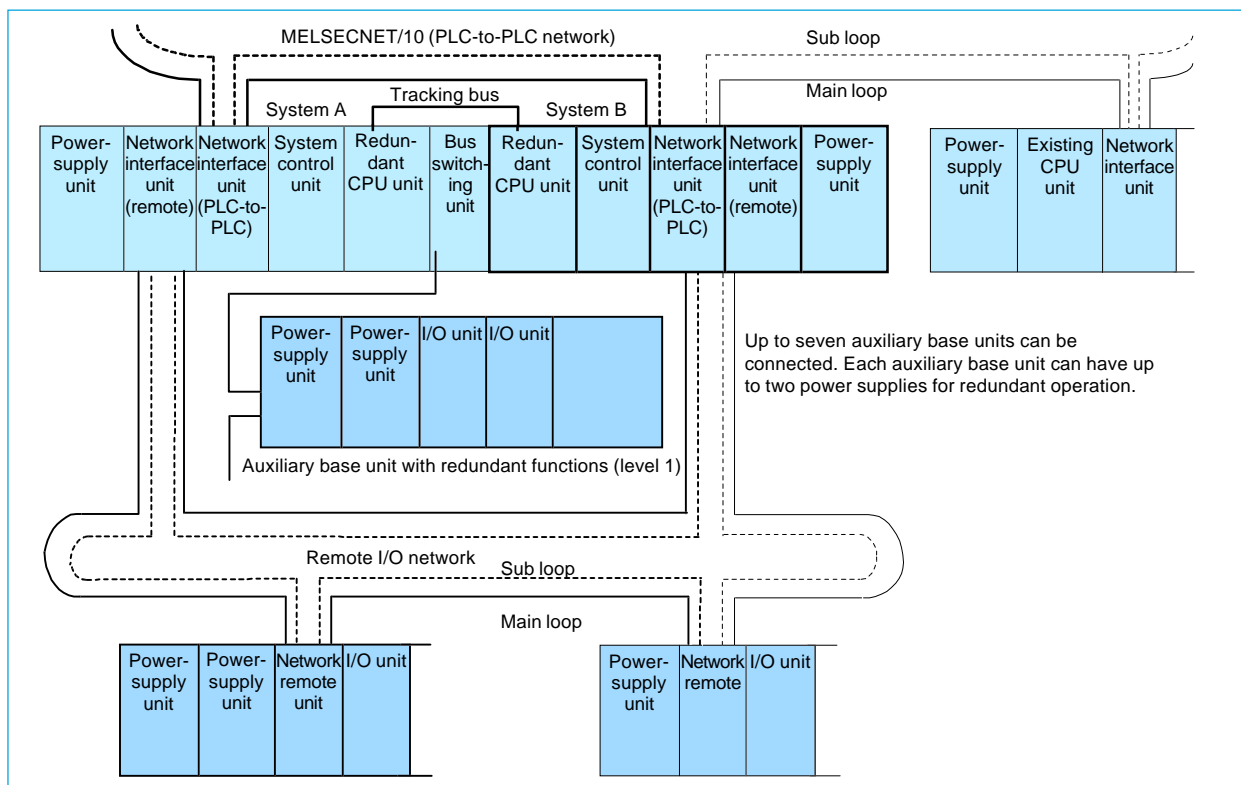 MELSECNET/10 (PLC-to-PLC network)
Sub loop
Main loop
System A
Tracking bus
System B
Power-
supply
unit
Network
interface
unit
(remote)
Network
interface
unit
(PLC-to-
PLC)
System
control
unit
Redun-
dant
CPU unit
Bus
switch-
ing
unit
Redun-
dant
CPU unit
System
control
unit
Network
interface
unit
(PLC-to-
PLC)
Network
interface
unit
(remote)
Power-
supply
unit
Power-
supply
unit
Existing
CPU
unit
Network
interface
unit
Power-
supply
unit
Power-
supply
unit
I/O unit
I/O unit
Up to seven auxiliary base units can be
connected. Each auxiliary base unit can have up
to two power supplies for redundant operation.
Auxiliary base unit with redundant functions (level 1)
Remote I/O network
Sub loop
Main loop
Power-
supply
unit
Power-
supply
unit
Network
remote
unit
I/O unit
Power-
supply
unit
Network
remote
I/O unit